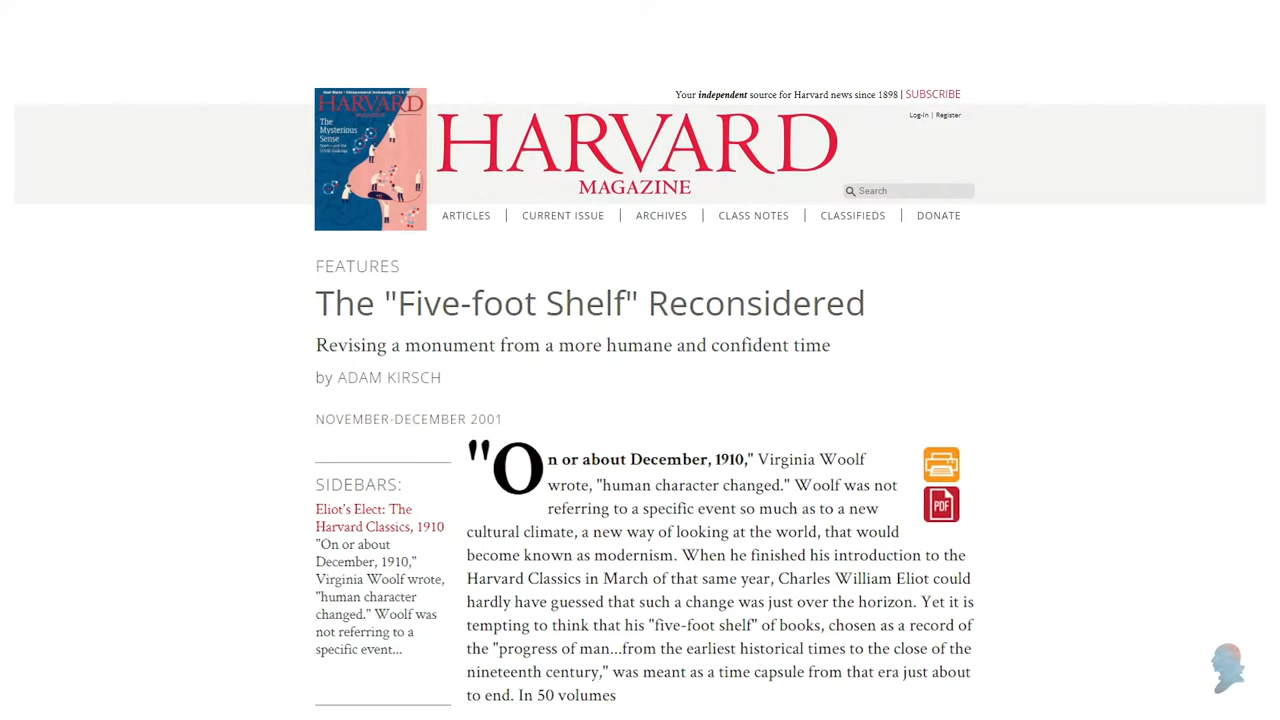 Your independent source for Harvard news since 1898 | SUBSCRIBE
Log-In | Register
HARVARD
MAGAZINE
HARVARD
The
Mysterious
Sense
Search
ARTICLES | CURRENT ISSUE | ARCHIVES | CLASS NOTES | CLASSIFIEDS | DONATE
FEATURES
The "Five-foot Shelf" Reconsidered
Revising a monument from a more humane and confident time
by ADAM KIRSCH
NOVEMBER-DECEMBER 2001
SIDEBARS:
Eliot's Elect: The
Harvard Classics, 1910
"On or about
December, 1910,"
Virginia Woolf wrote,
"human character
changed." Woolf was
not referring to a
specific event...
"On or about December, 1910," Virginia Woolf
wrote, "human character changed." Woolf was not
referring to a specific event so much as to a new
cultural climate, a new way of looking at the world, that would
become known as modernism. When he finished his introduction to the
Harvard Classics in March of that same year, Charles William Eliot could
hardly have guessed that such a change was just over the horizon. Yet it is
tempting to think that his "five-foot shelf" of books, chosen as a record of
the "progress of man...from the earliest historical times to the close of the
nineteenth century," was meant as a time capsule from that era just about
to end. In 50 volumes
PDF